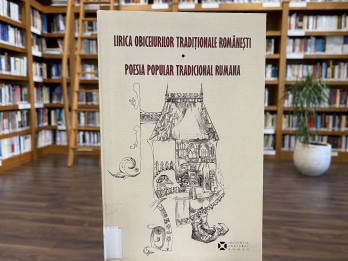 LIRICA OBICEIURILOR TRADIȚIONALE ROMÂNEȘTI
•
POESIA POPULAR TRADICIONAL RUMANA